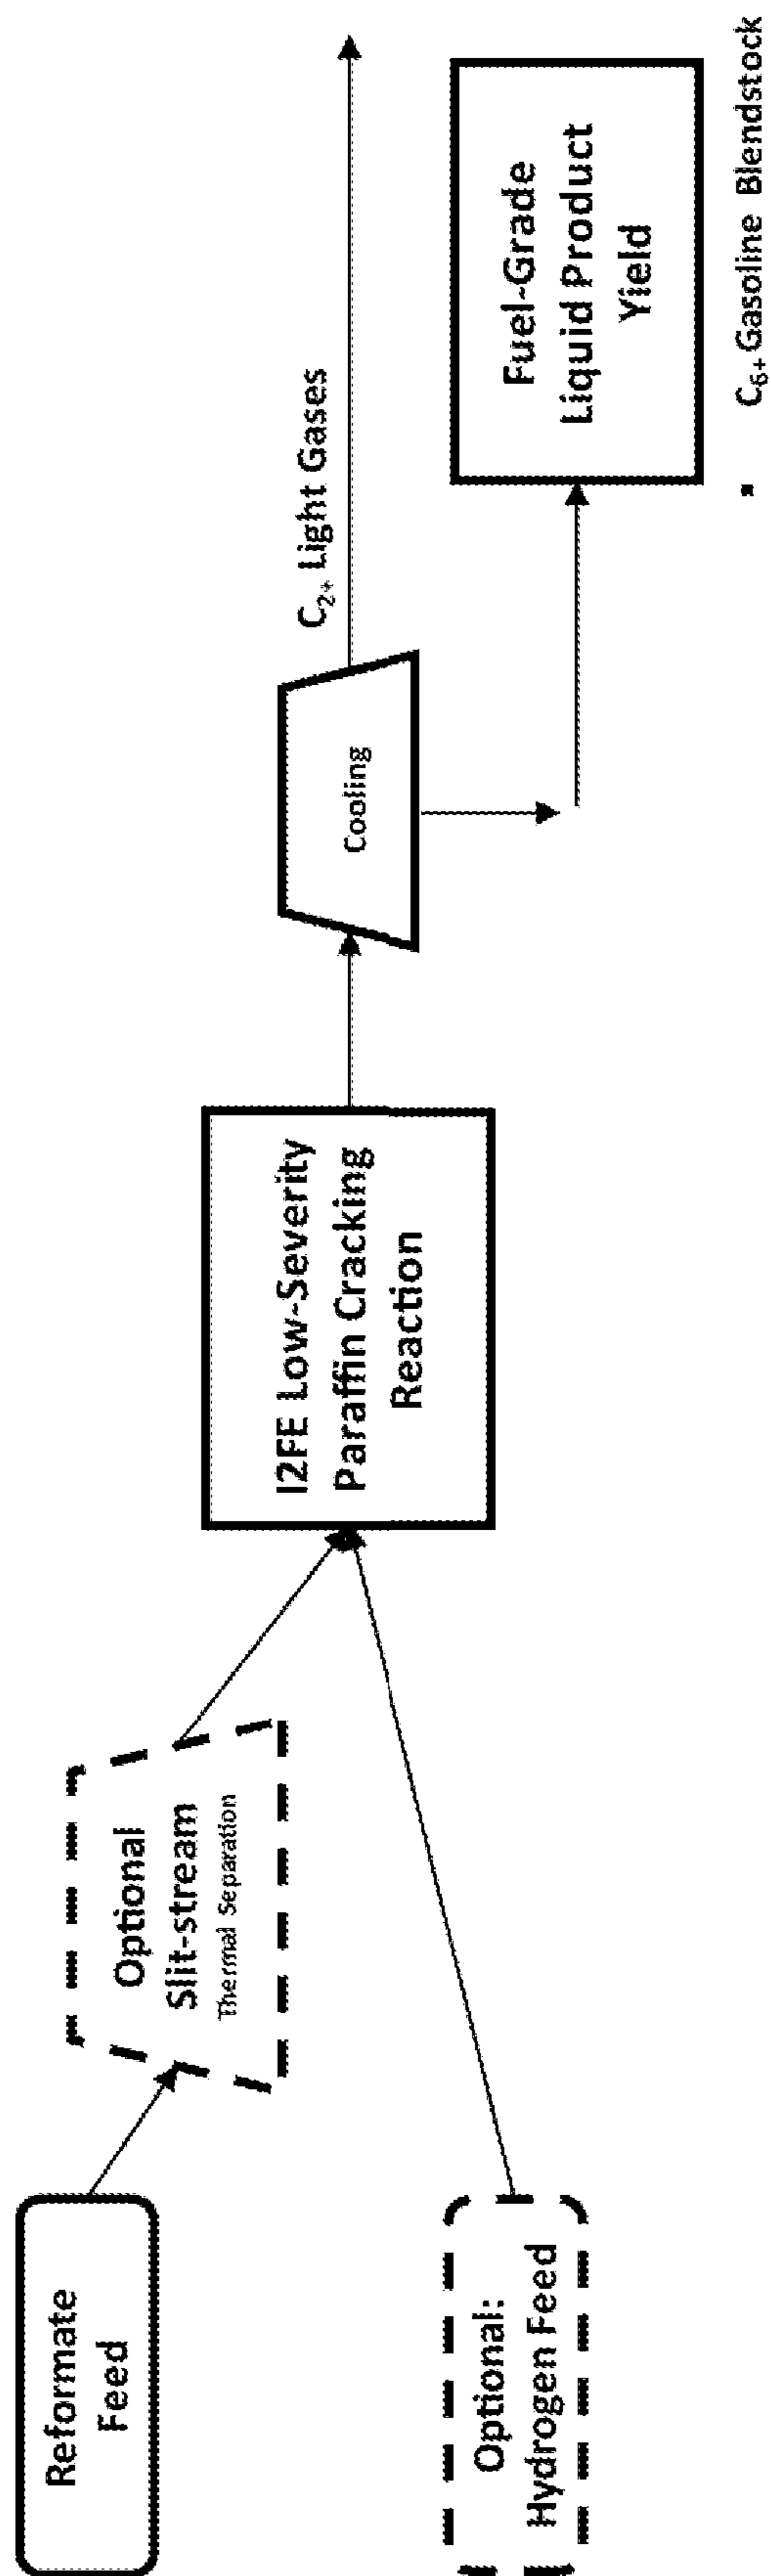 Reformate
Feed
Optional
Slit-stream
Thermal Separation
Optional:
Hydrogen Feed
I2FE Low-Severity
Paraffin Cracking
Reaction
Cooling
C₂₊ Light Gases
Fuel-Grade
Liquid Product
Yield
▪ C₆₊ Gasoline Blendstock